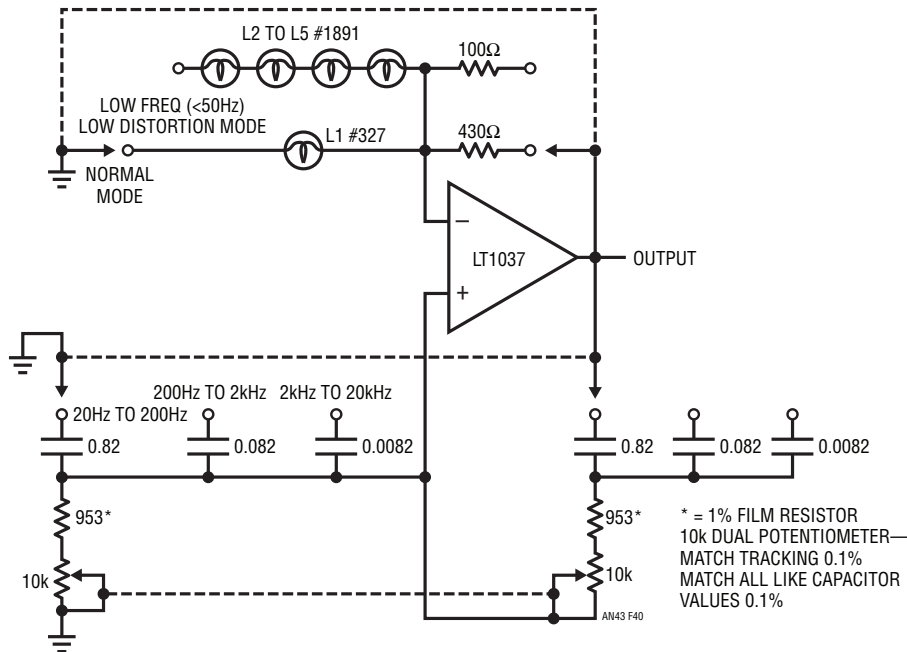 L2 TO L5 #1891
100Ω
LOW FREQ (<50Hz)
LOW DISTORTION MODE
L1 #327
430Ω
NORMAL
MODE
−
LT1037
OUTPUT
+
200Hz TO 2kHz
2kHz TO 20kHz
20Hz TO 200Hz
0.82
0.082
0.0082
0.82
0.082
0.0082
953*
953*
* = 1% FILM RESISTOR
10k DUAL POTENTIOMETER—
MATCH TRACKING 0.1%
MATCH ALL LIKE CAPACITOR
VALUES 0.1%
10k
10k
AN43 F40